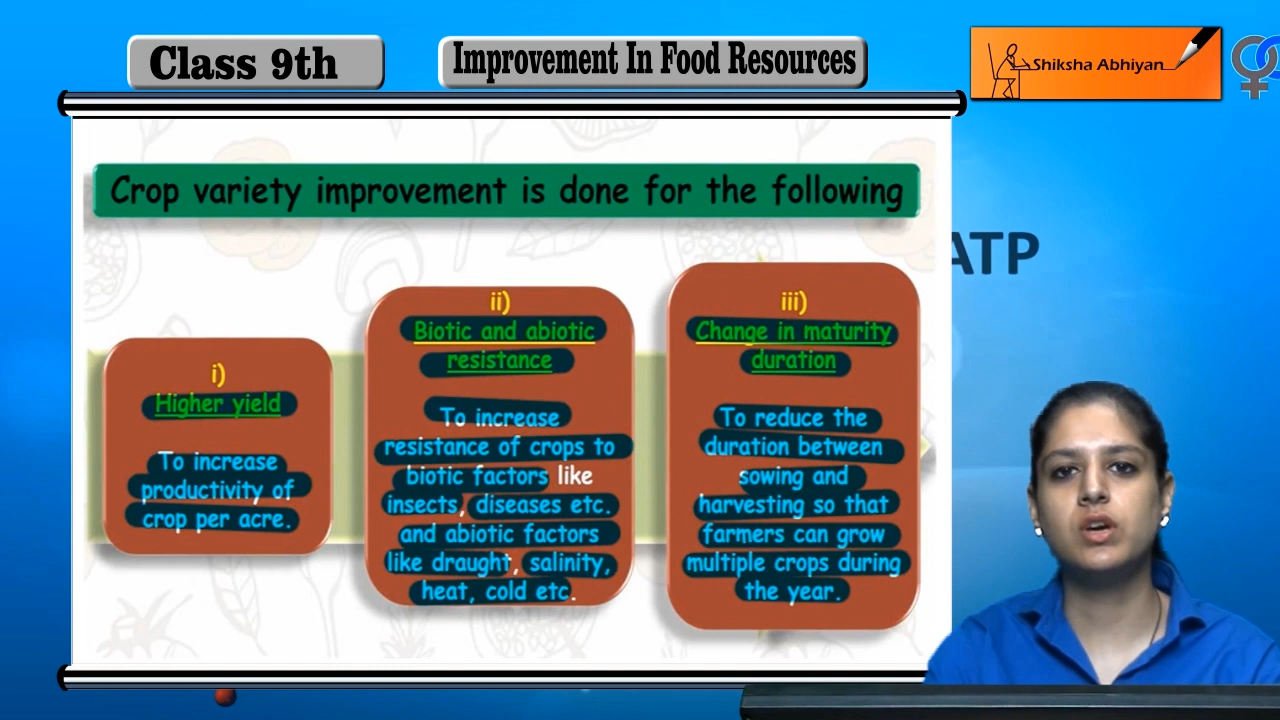 Class 9th
Improvement In Food Resources
Shiksha Abhiyan
Crop variety improvement is done for the following
ATP
i)
Higher yield
To increase
productivity of
crop per acre.
ii)
Biotic and abiotic
resistance
To increase
resistance of crops to
biotic factors like
insects, diseases etc.
and abiotic factors
like draught, salinity,
heat, cold etc.
iii)
Change in maturity
duration
To reduce the
duration between
sowing and
harvesting so that
farmers can grow
multiple crops during
the year.